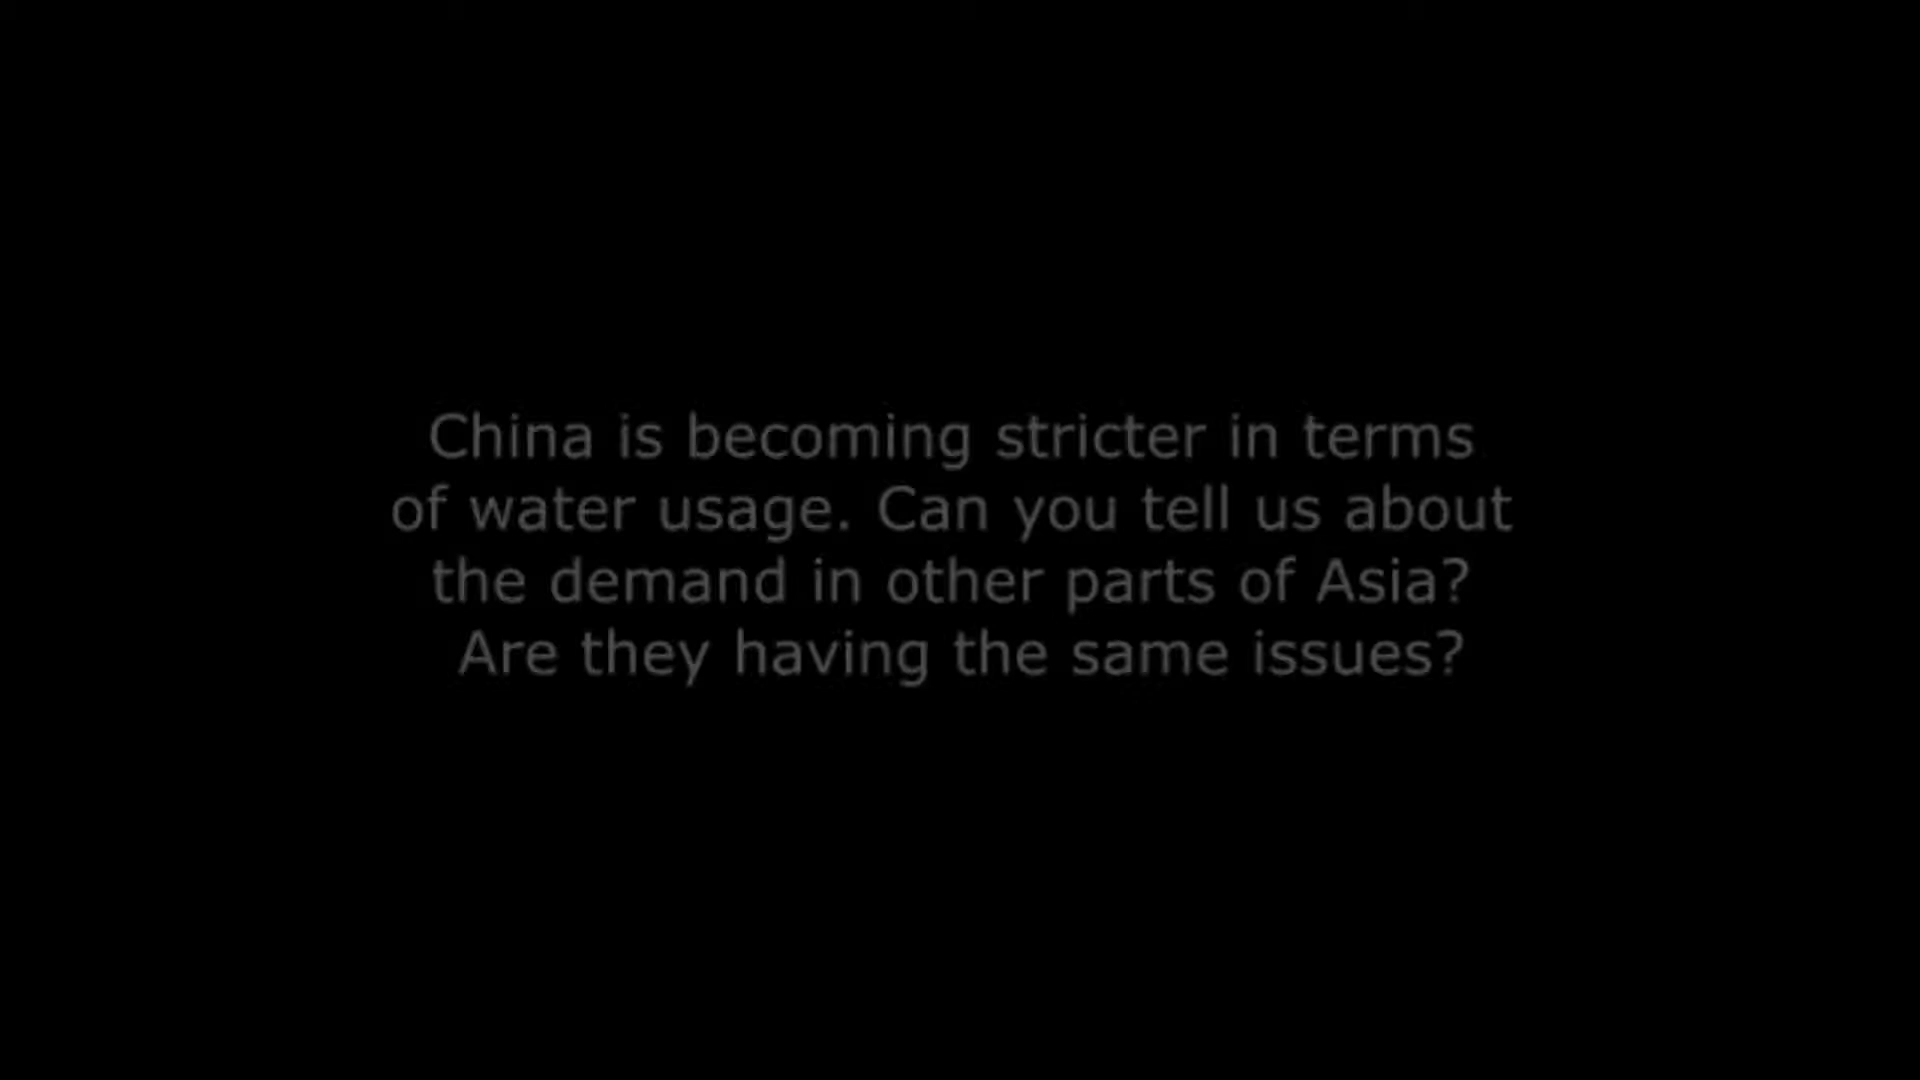 China is becoming stricter in terms
of water usage. Can you tell us about
the demand in other parts of Asia?
Are they having the same issues?